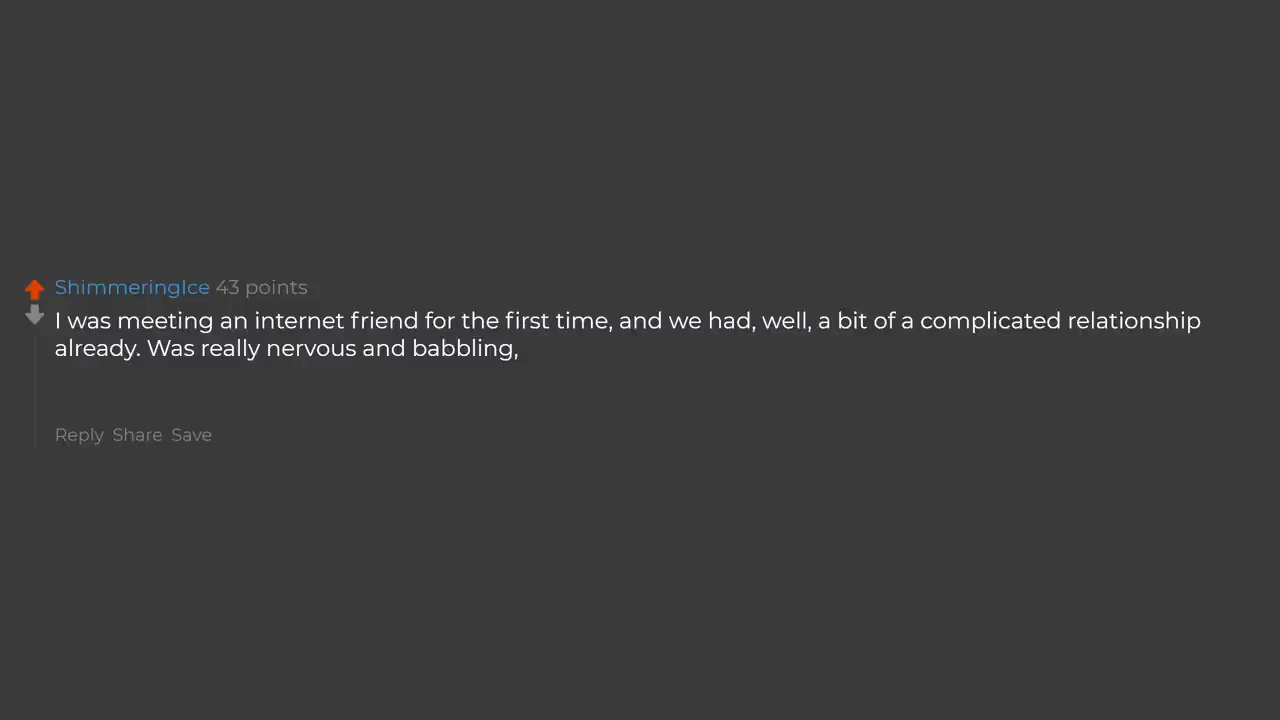 ShimmeringIce 43 points
I was meeting an internet friend for the first time, and we had, well, a bit of a complicated relationship
already. Was really nervous and babbling,
Reply Share Save